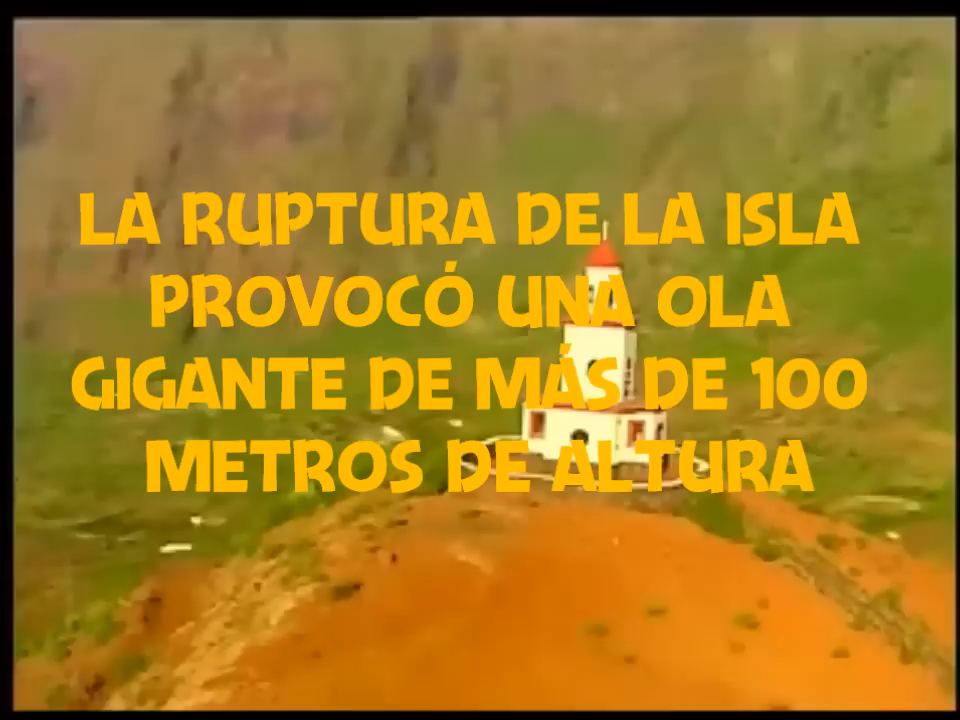 LA RUPTURA DE LA ISLA
PROVOCÓ UNA OLA
GIGANTE DE MÁS DE 100
METROS DE ALTURA